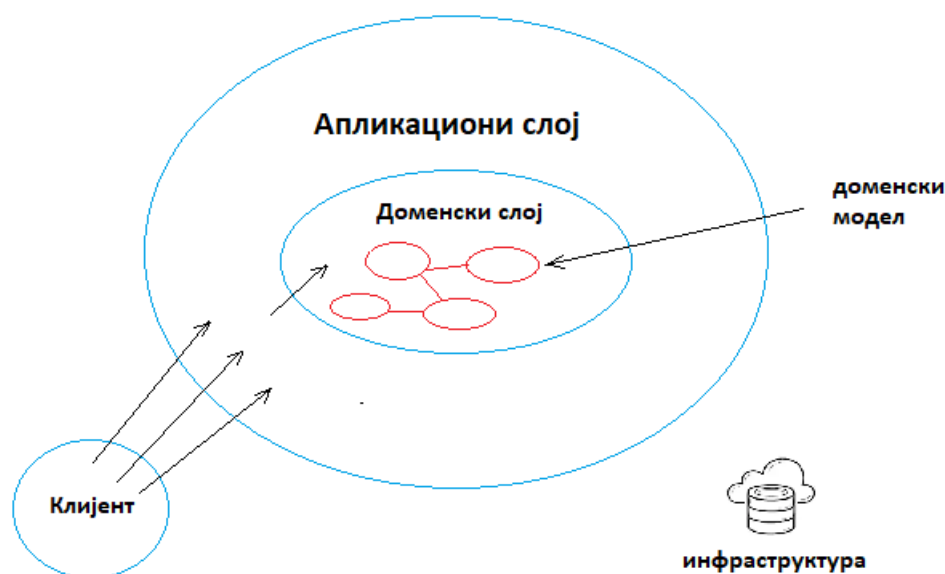 Апликациони слој
Доменски слој
доменски
модел
Клијент
инфраструктура